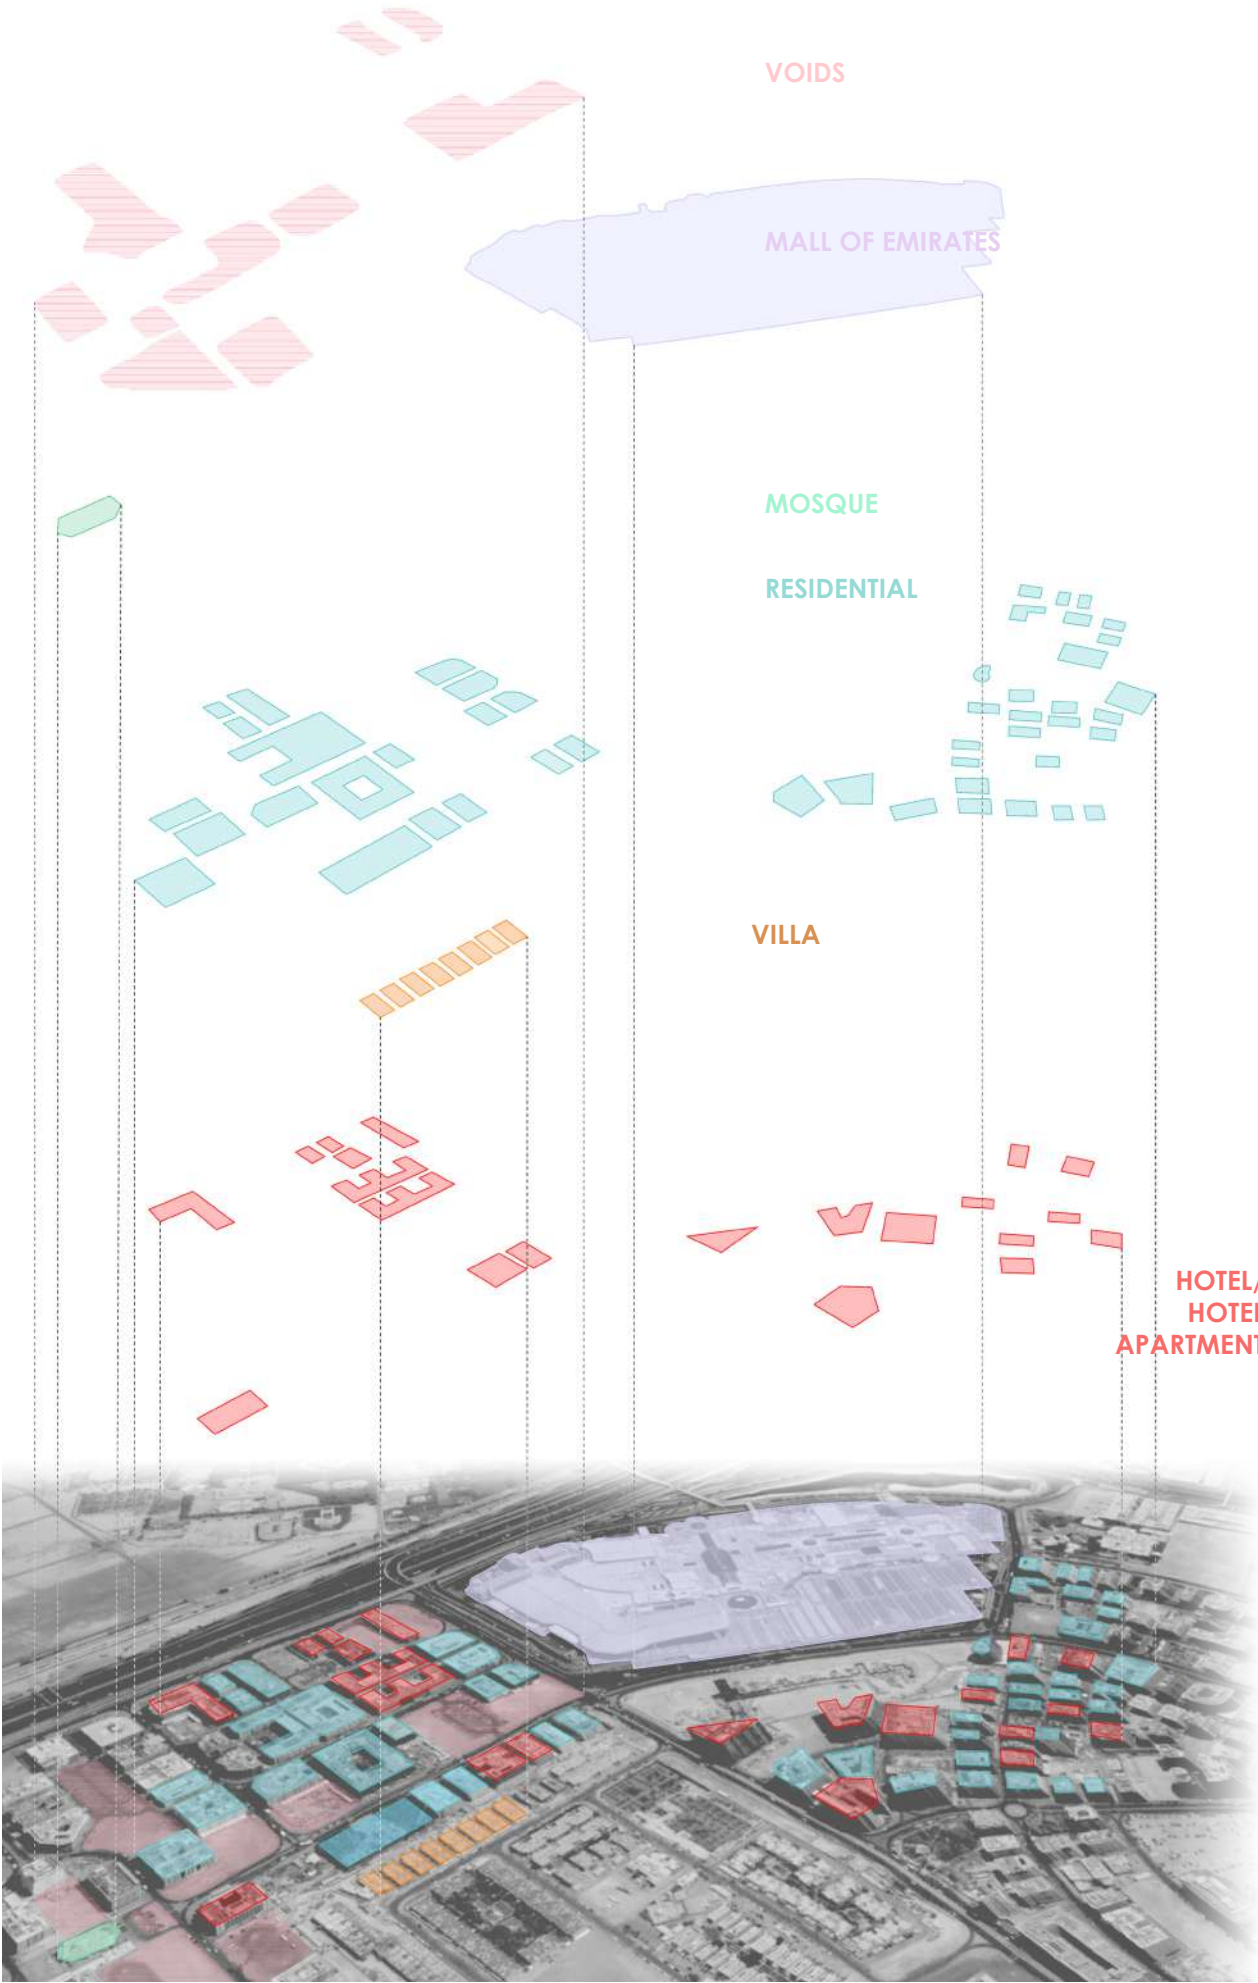 VOIDS
MALL OF EMIRATES
MOSQUE
RESIDENTIAL
VILLA
HOTEL/
HOTEL
APARTMENT